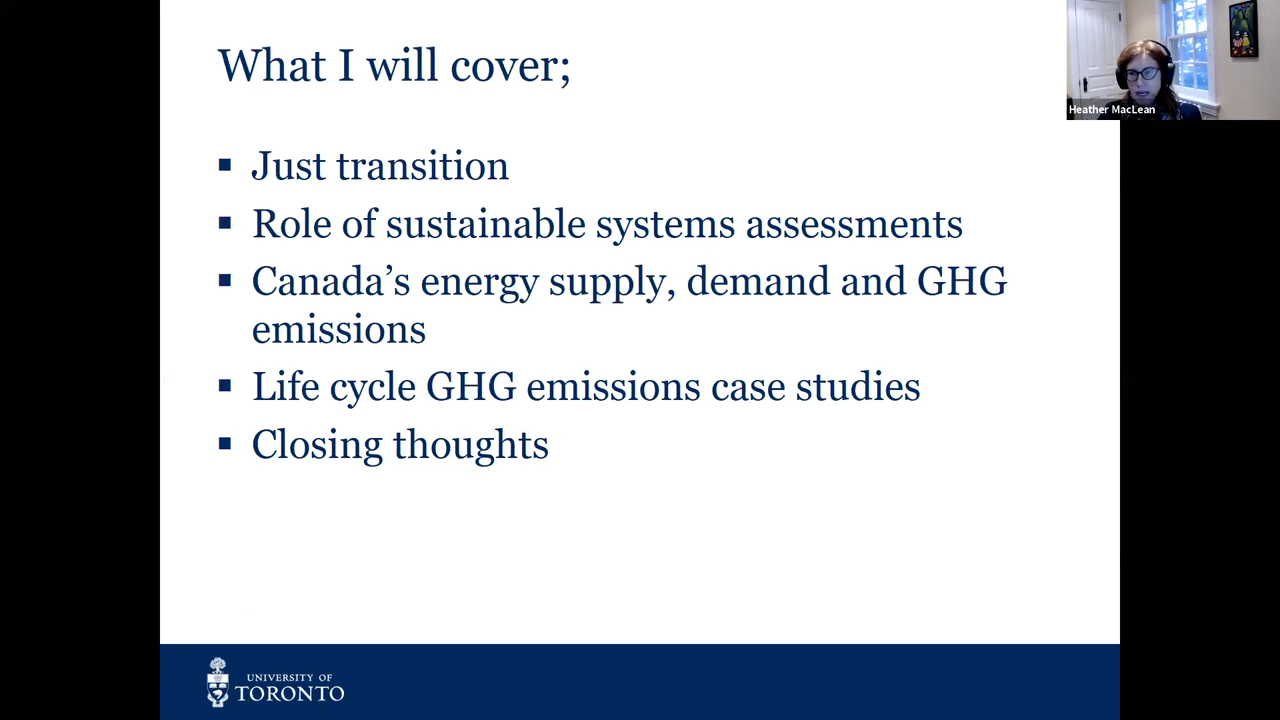 What I will cover;
Heather MacLean
▪ Just transition
▪ Role of sustainable systems assessments
▪ Canada’s energy supply, demand and GHG
emissions
▪ Life cycle GHG emissions case studies
▪ Closing thoughts
UNIVERSITY OF
TORONTO